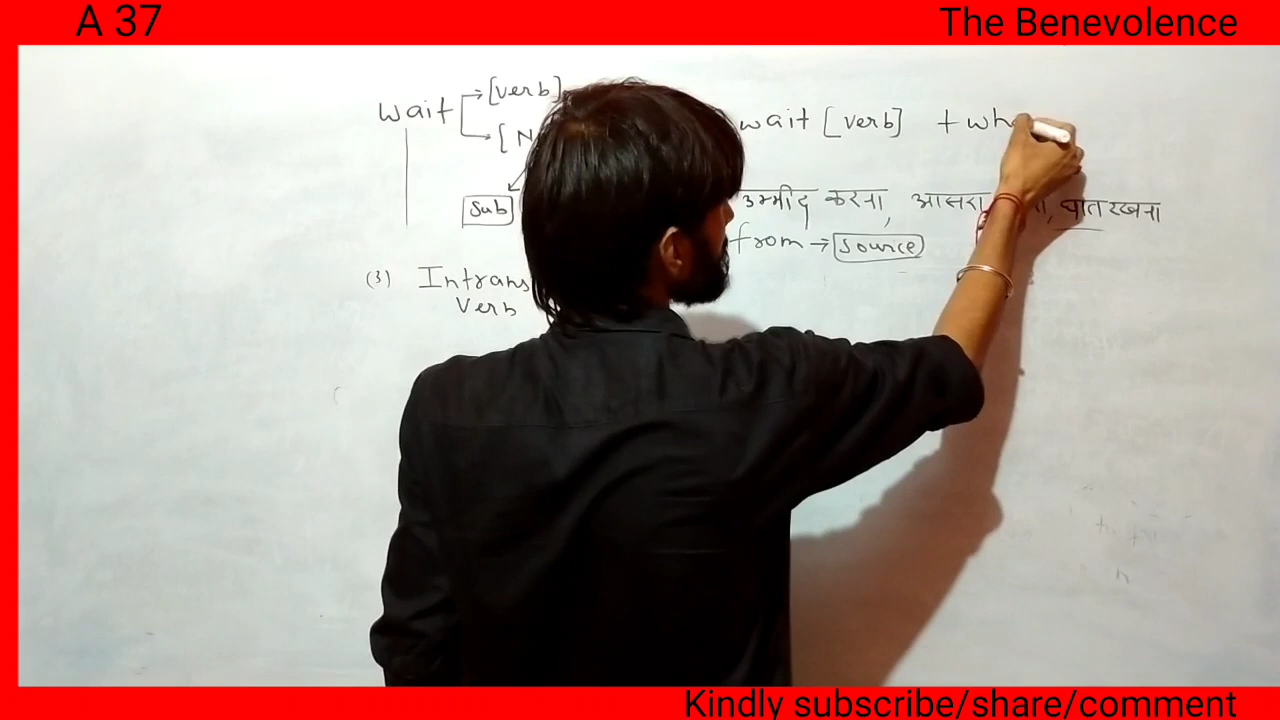 A 37
The Benevolence
wait → [verb]
→ [N
Sub
wait [verb] + wh
उम्मीद करना, आसरा , घात रखना
from → Source
(3) Intrans
Verb
Kindly subscribe/share/comment